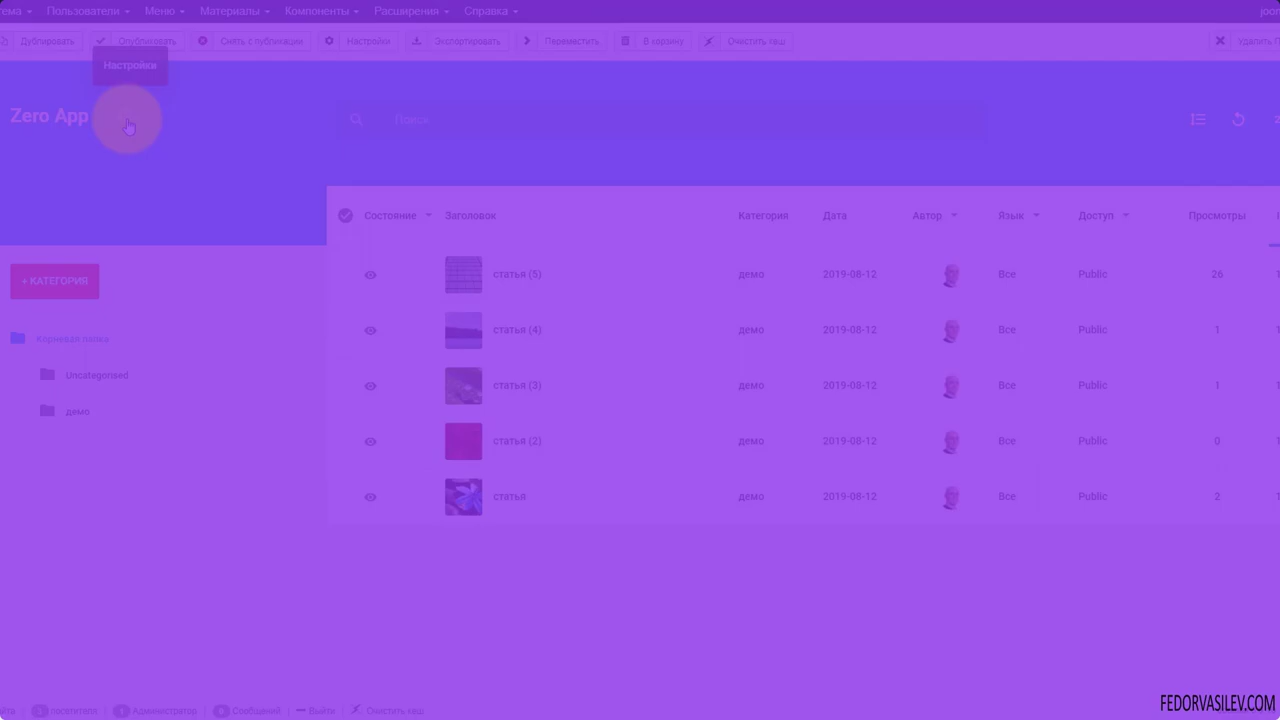 Пользователи Меню Материалы Компоненты Расширения Справка
Дублировать Опубликовать Снять с публикации Настройки Экспортировать Переместить В корзину Очистить кеш Удалить
Настройки
Zero App
Поиск
Состояние Заголовок Категория Дата Автор Язык Доступ Просмотры
статья (5) демо 2019-08-12 Все Public 26
+ КАТЕГОРИЯ
статья (4) демо 2019-08-12 Все Public 1
Корневая папка
Uncategorised
статья (3) демо 2019-08-12 Все Public 1
демо
статья (2) демо 2019-08-12 Все Public 0
статья демо 2019-08-12 Все Public 2
Администратор Сообщений Выйти Очистить кеш
FEDORVASILEV.COM